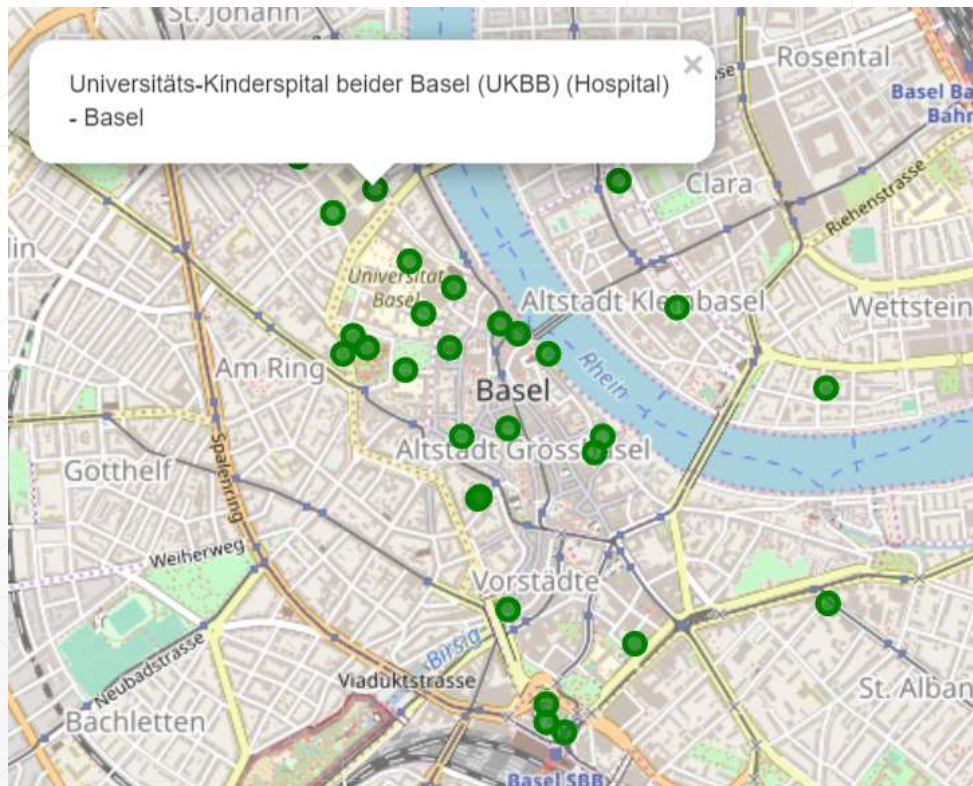 St. Johann
Rosental
Universitäts-Kinderspital beider Basel (UKBB) (Hospital)
- Basel
×
Basel Ba
Bahn
Clara
Riehenstrasse
lin
Universität
Basel
Altstadt Kleinbasel
Wettstein
Am Ring
Rhein
Basel
Altstadt Grossbasel
Gotthelf
Spalenring
Weiherweg
Vorstädte
Birsig
Neubadstrasse
Viaduktstrasse
St. Alban
Bachletten
Basel SBB